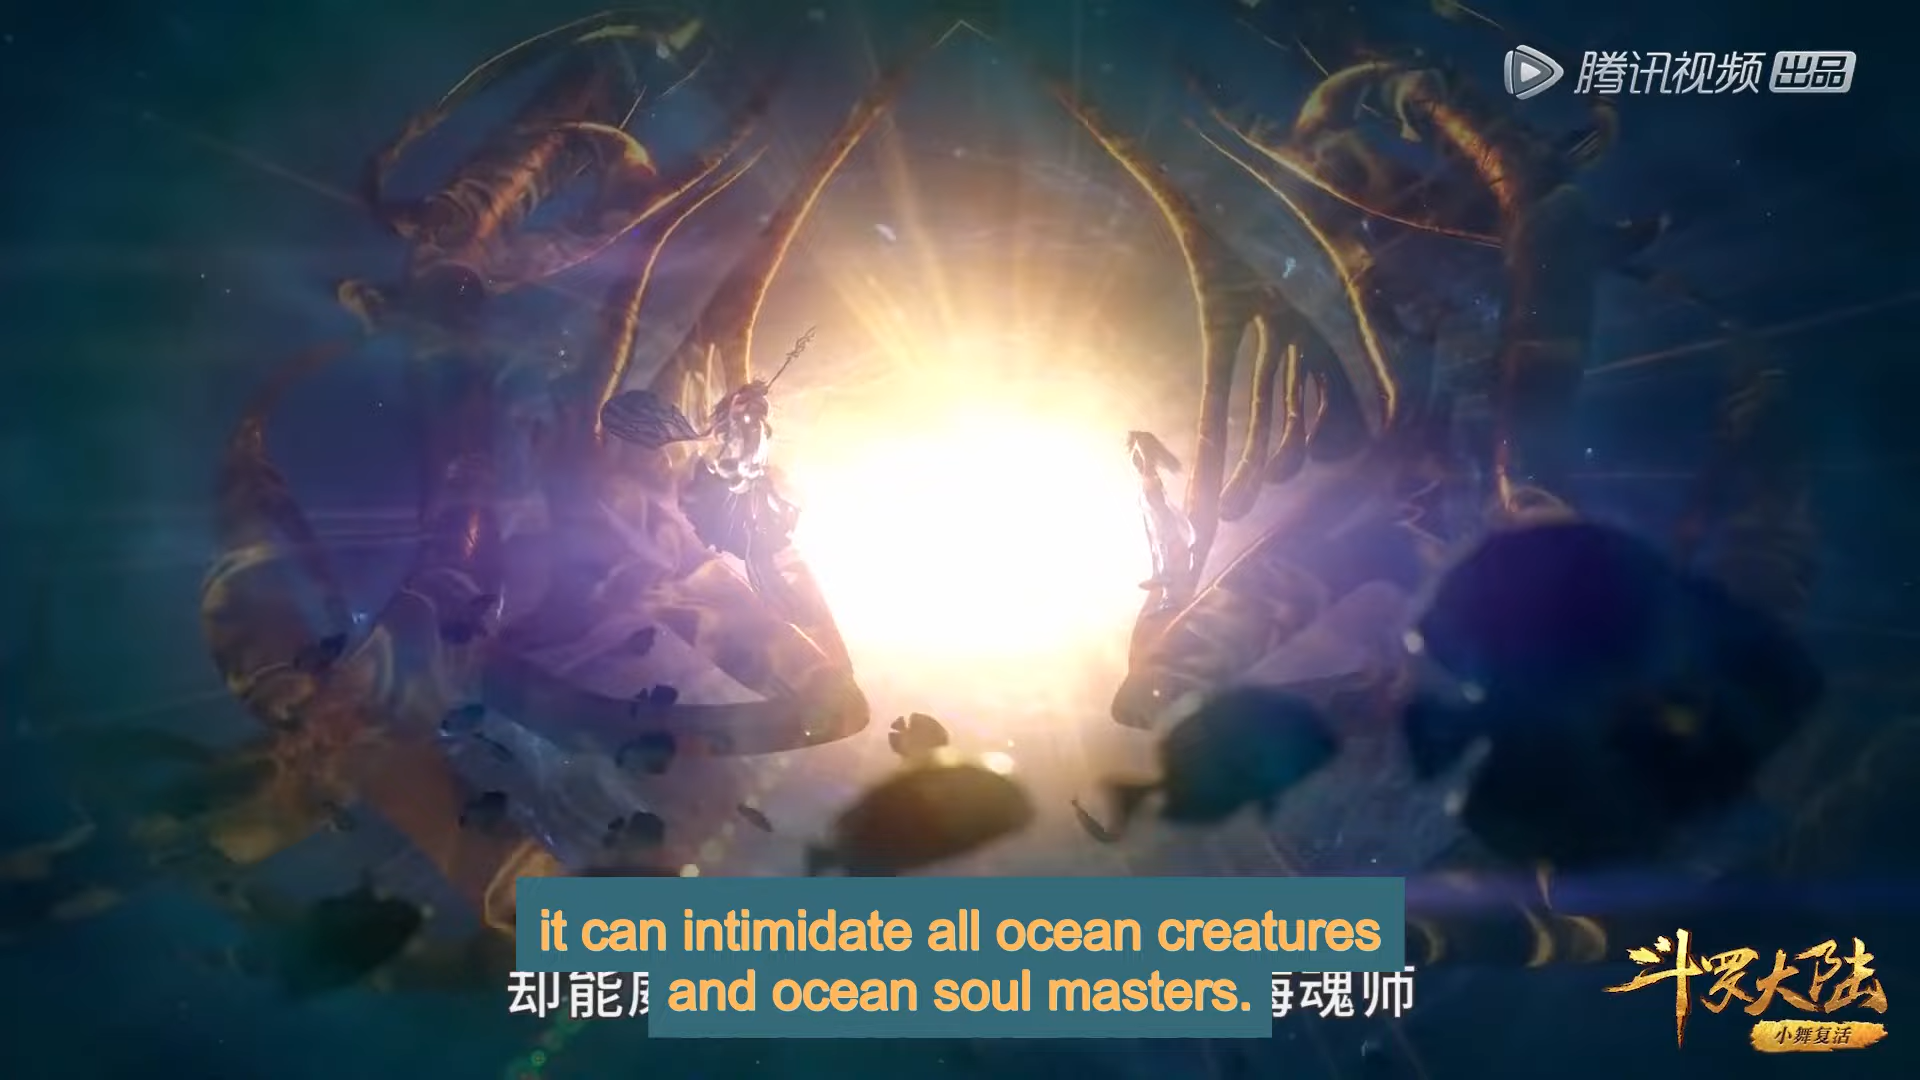 腾讯视频 出品
it can intimidate all ocean creatures
and ocean soul masters.
却能
魂师
斗罗大陆
小舞复活